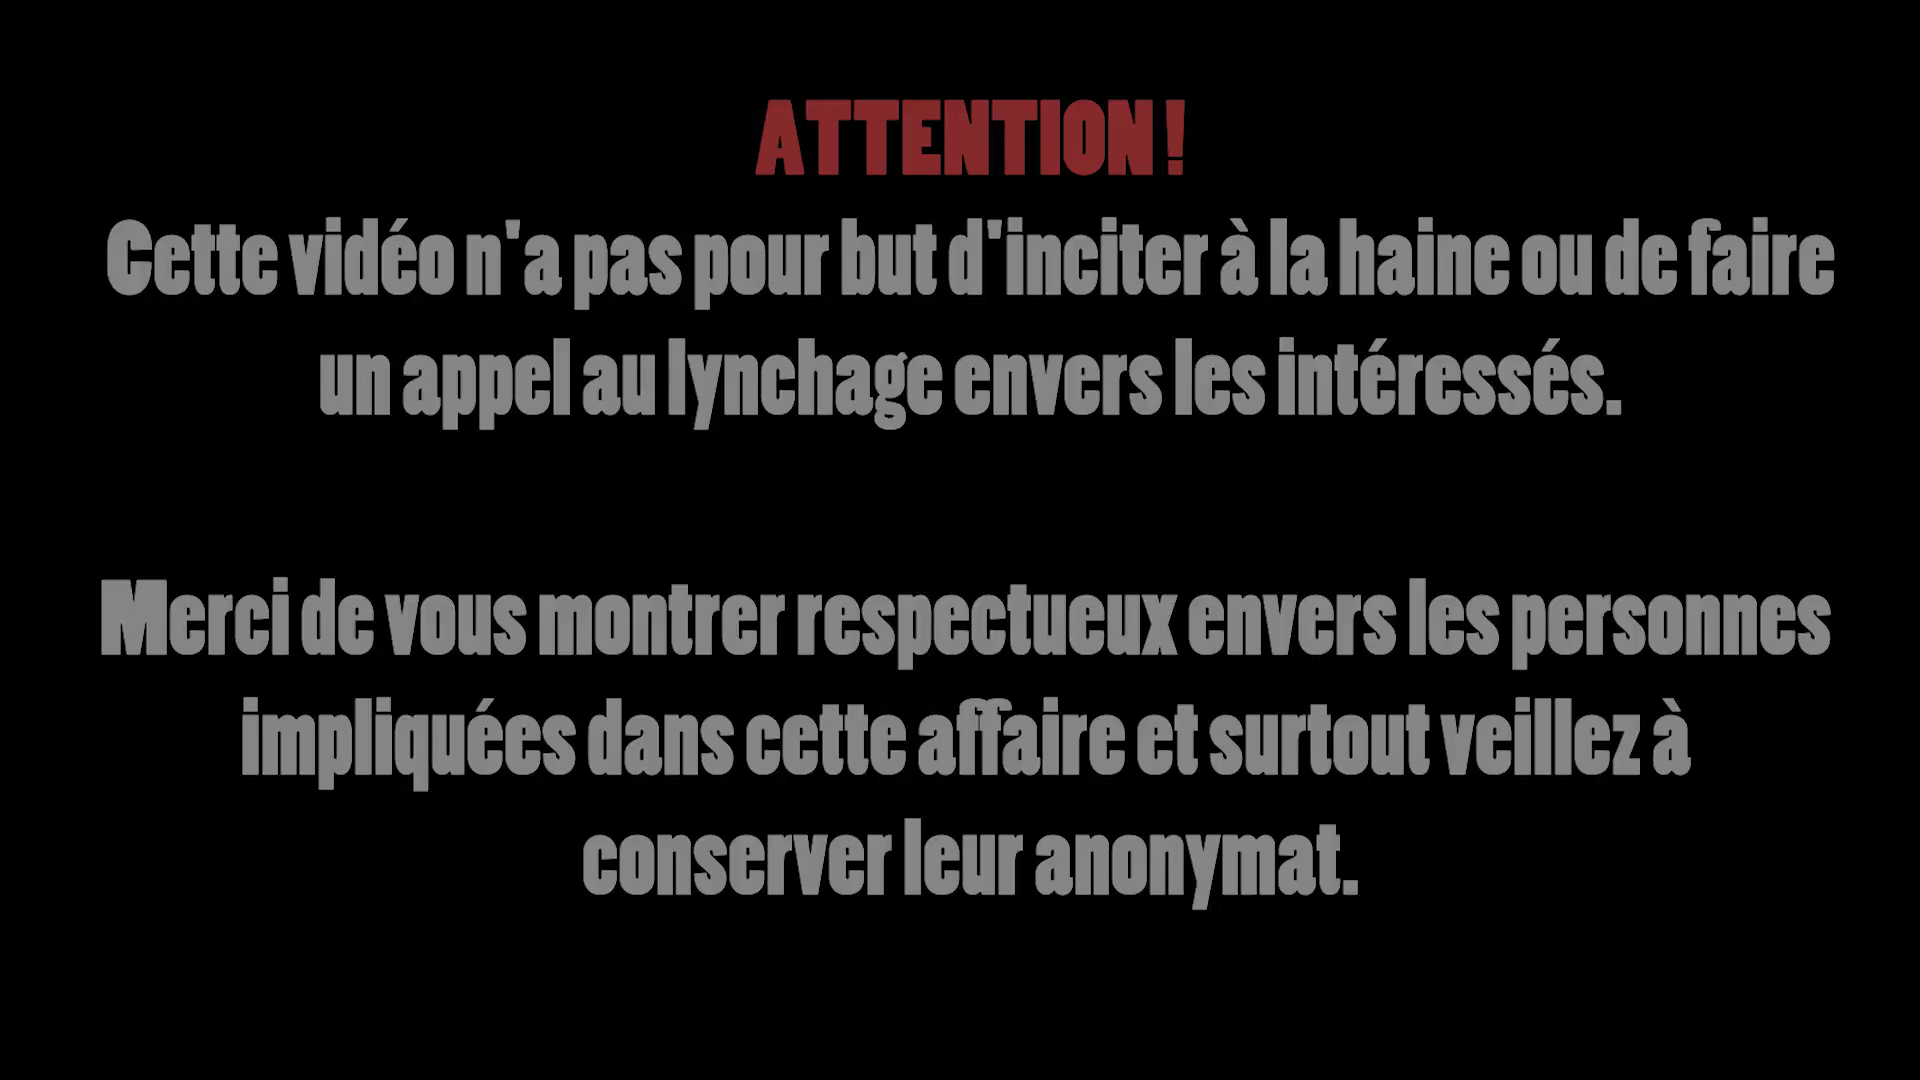 ATTENTION!
Cette vidéo n'a pas pour but d'inciter à la haine ou de faire
un appel au lynchage envers les intéressés.
Merci de vous montrer respectueux envers les personnes
impliquées dans cette affaire et surtout veillez à
conserver leur anonymat.